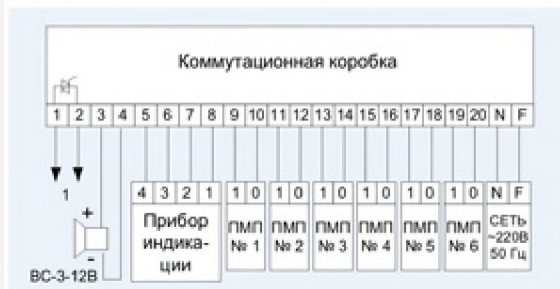 Коммутационная коробка
1 2 3 4 5 6 7 8 9 10 11 12 13 14 15 16 17 18 19 20 N F
1
+
-
ВС-3-12В
4 3 2 1
Прибор
индика-
ции
1 0
ПМП
№ 1
1 0
ПМП
№ 2
1 0
ПМП
№ 3
1 0
ПМП
№ 4
1 0
ПМП
№ 5
1 0
ПМП
№ 6
N F
СЕТЬ
~220В
50 Гц